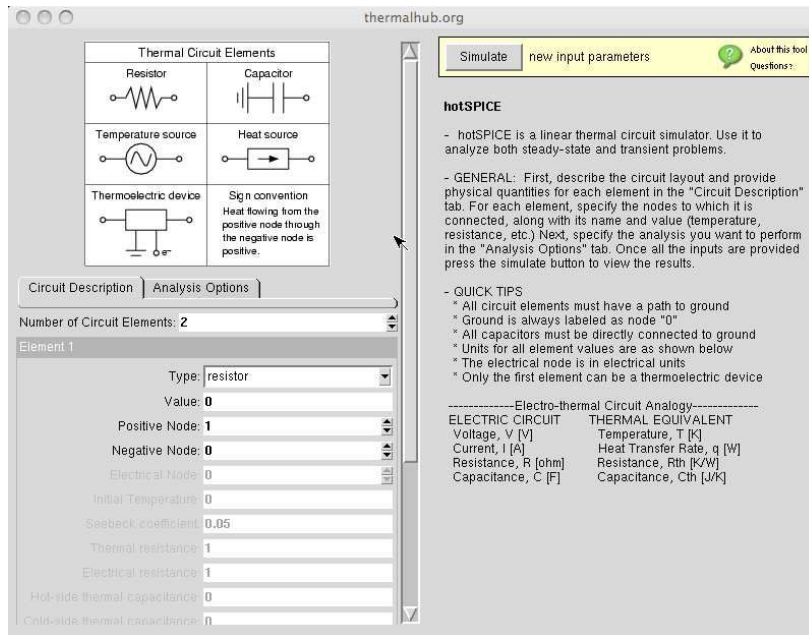 thermalhub.org
Thermal Circuit Elements
Resistor
Capacitor
Temperature source
Heat source
Thermoelectric device
Sign convention
Heat flowing from the
positive node through
the negative node is
positive.
Circuit Description
Analysis Options
Number of Circuit Elements: 2
Element 1
Type: resistor
Value: 0
Positive Node: 1
Negative Node: 0
Electrical Node: 0
Initial Temperature: 0
Seebeck coefficient: 0.05
Thermal resistance: 1
Electrical resistance: 1
Hot-side thermal capacitance: 0
Cold-side thermal capacitance: 0
Simulate
new input parameters
?
About this tool
Questions?
hotSPICE
- hotSPICE is a linear thermal circuit simulator. Use it to
analyze both steady-state and transient problems.
- GENERAL: First, describe the circuit layout and provide
physical quantities for each element in the "Circuit Description"
tab. For each element, specify the nodes to which it is
connected, along with its name and value (temperature,
resistance, etc.) Next, specify the analysis you want to perform
in the "Analysis Options" tab. Once all the inputs are provided
press the simulate button to view the results.
- QUICK TIPS
* All circuit elements must have a path to ground
* Ground is always labeled as node "0"
* All capacitors must be directly connected to ground
* Units for all element values are as shown below
* The electrical node is in electrical units
* Only the first element can be a thermoelectric device
-------------Electro-thermal Circuit Analogy-------------
ELECTRIC CIRCUIT THERMAL EQUIVALENT
Voltage, V [V] Temperature, T [K]
Current, I [A] Heat Transfer Rate, q [W]
Resistance, R [ohm] Resistance, Rth [K/W]
Capacitance, C [F] Capacitance, Cth [J/K]